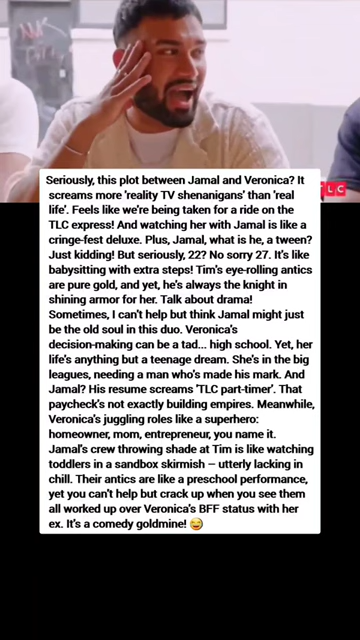 TLC
Seriously, this plot between Jamal and Veronica? It
screams more 'reality TV shenanigans' than 'real
life'. Feels like we're being taken for a ride on the
TLC express! And watching her with Jamal is like a
cringe-fest deluxe. Plus, Jamal, what is he, a tween?
Just kidding! But seriously, 22? No sorry 27. It's like
babysitting with extra steps! Tim's eye-rolling antics
are pure gold, and yet, he's always the knight in
shining armor for her. Talk about drama!
Sometimes, I can't help but think Jamal might just
be the old soul in this duo. Veronica's
decision-making can be a tad... high school. Yet, her
life's anything but a teenage dream. She's in the big
leagues, needing a man who's made his mark. And
Jamal? His resume screams 'TLC part-timer'. That
paycheck's not exactly building empires. Meanwhile,
Veronica's juggling roles like a superhero:
homeowner, mom, entrepreneur, you name it.
Jamal's crew throwing shade at Tim is like watching
toddlers in a sandbox skirmish – utterly lacking in
chill. Their antics are like a preschool performance,
yet you can't help but crack up when you see them
all worked up over Veronica's BFF status with her
ex. It's a comedy goldmine! 😅